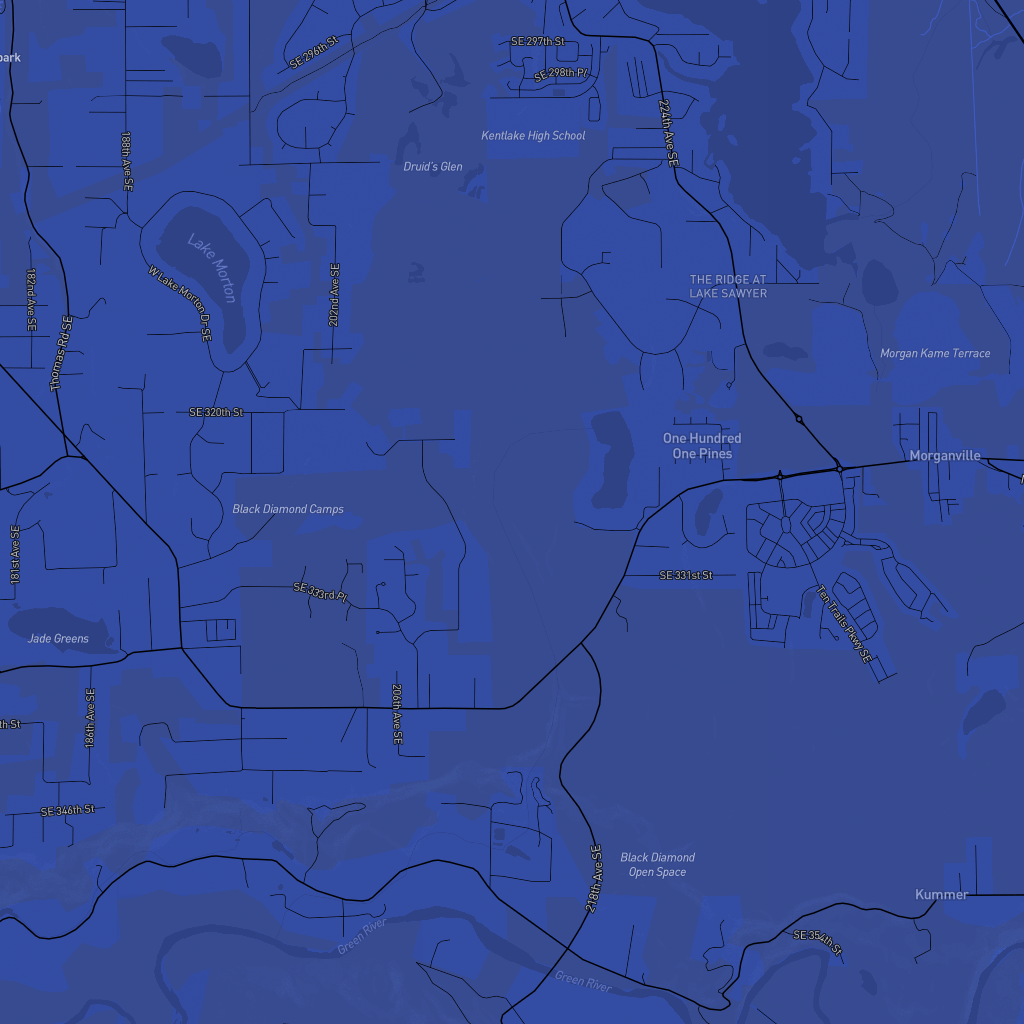 SE 297th St
SE 296th St
park
SE 298th Pl
224th Ave SE
Kentlake High School
188th Ave SE
Druid's Glen
Lake Morton
182nd Ave SE
W Lake Morton Dr SE
202nd Ave SE
THE RIDGE AT
LAKE SAWYER
Thomas Rd SE
Morgan Kame Terrace
SE 320th St
One Hundred
One Pines
Morganville
Black Diamond Camps
181st Ave SE
SE 331st St
SE 333rd Pl
Ten Trails Pkwy SE
Jade Greens
186th Ave SE
206th Ave SE
th St
SE 346th St
Black Diamond
Open Space
218th Ave SE
Kummer
Green River
SE 354th St
Green River